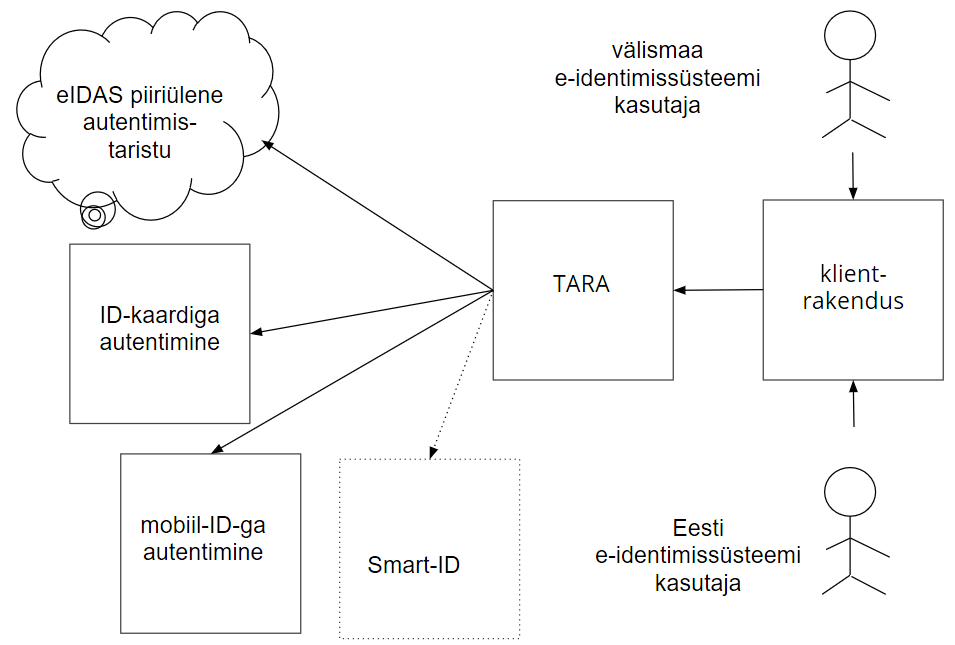 eIDAS piiriülene
autentimis-
taristu
ID-kaardiga
autentimine
mobiil-ID-ga
autentimine
Smart-ID
TARA
klient-
rakendus
välismaa
e-identimissüsteemi
kasutaja
Eesti
e-identimissüsteemi
kasutaja